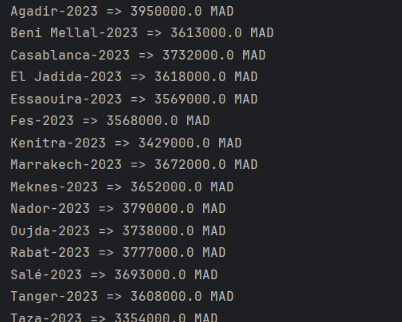 Agadir-2023 => 3950000.0 MAD
Beni Mellal-2023 => 3613000.0 MAD
Casablanca-2023 => 3732000.0 MAD
El Jadida-2023 => 3618000.0 MAD
Essaouira-2023 => 3569000.0 MAD
Fes-2023 => 3568000.0 MAD
Kenitra-2023 => 3429000.0 MAD
Marrakech-2023 => 3672000.0 MAD
Meknes-2023 => 3652000.0 MAD
Nador-2023 => 3790000.0 MAD
Oujda-2023 => 3738000.0 MAD
Rabat-2023 => 3777000.0 MAD
Salé-2023 => 3693000.0 MAD
Tanger-2023 => 3608000.0 MAD
Taza-2023 => 3354000.0 MAD